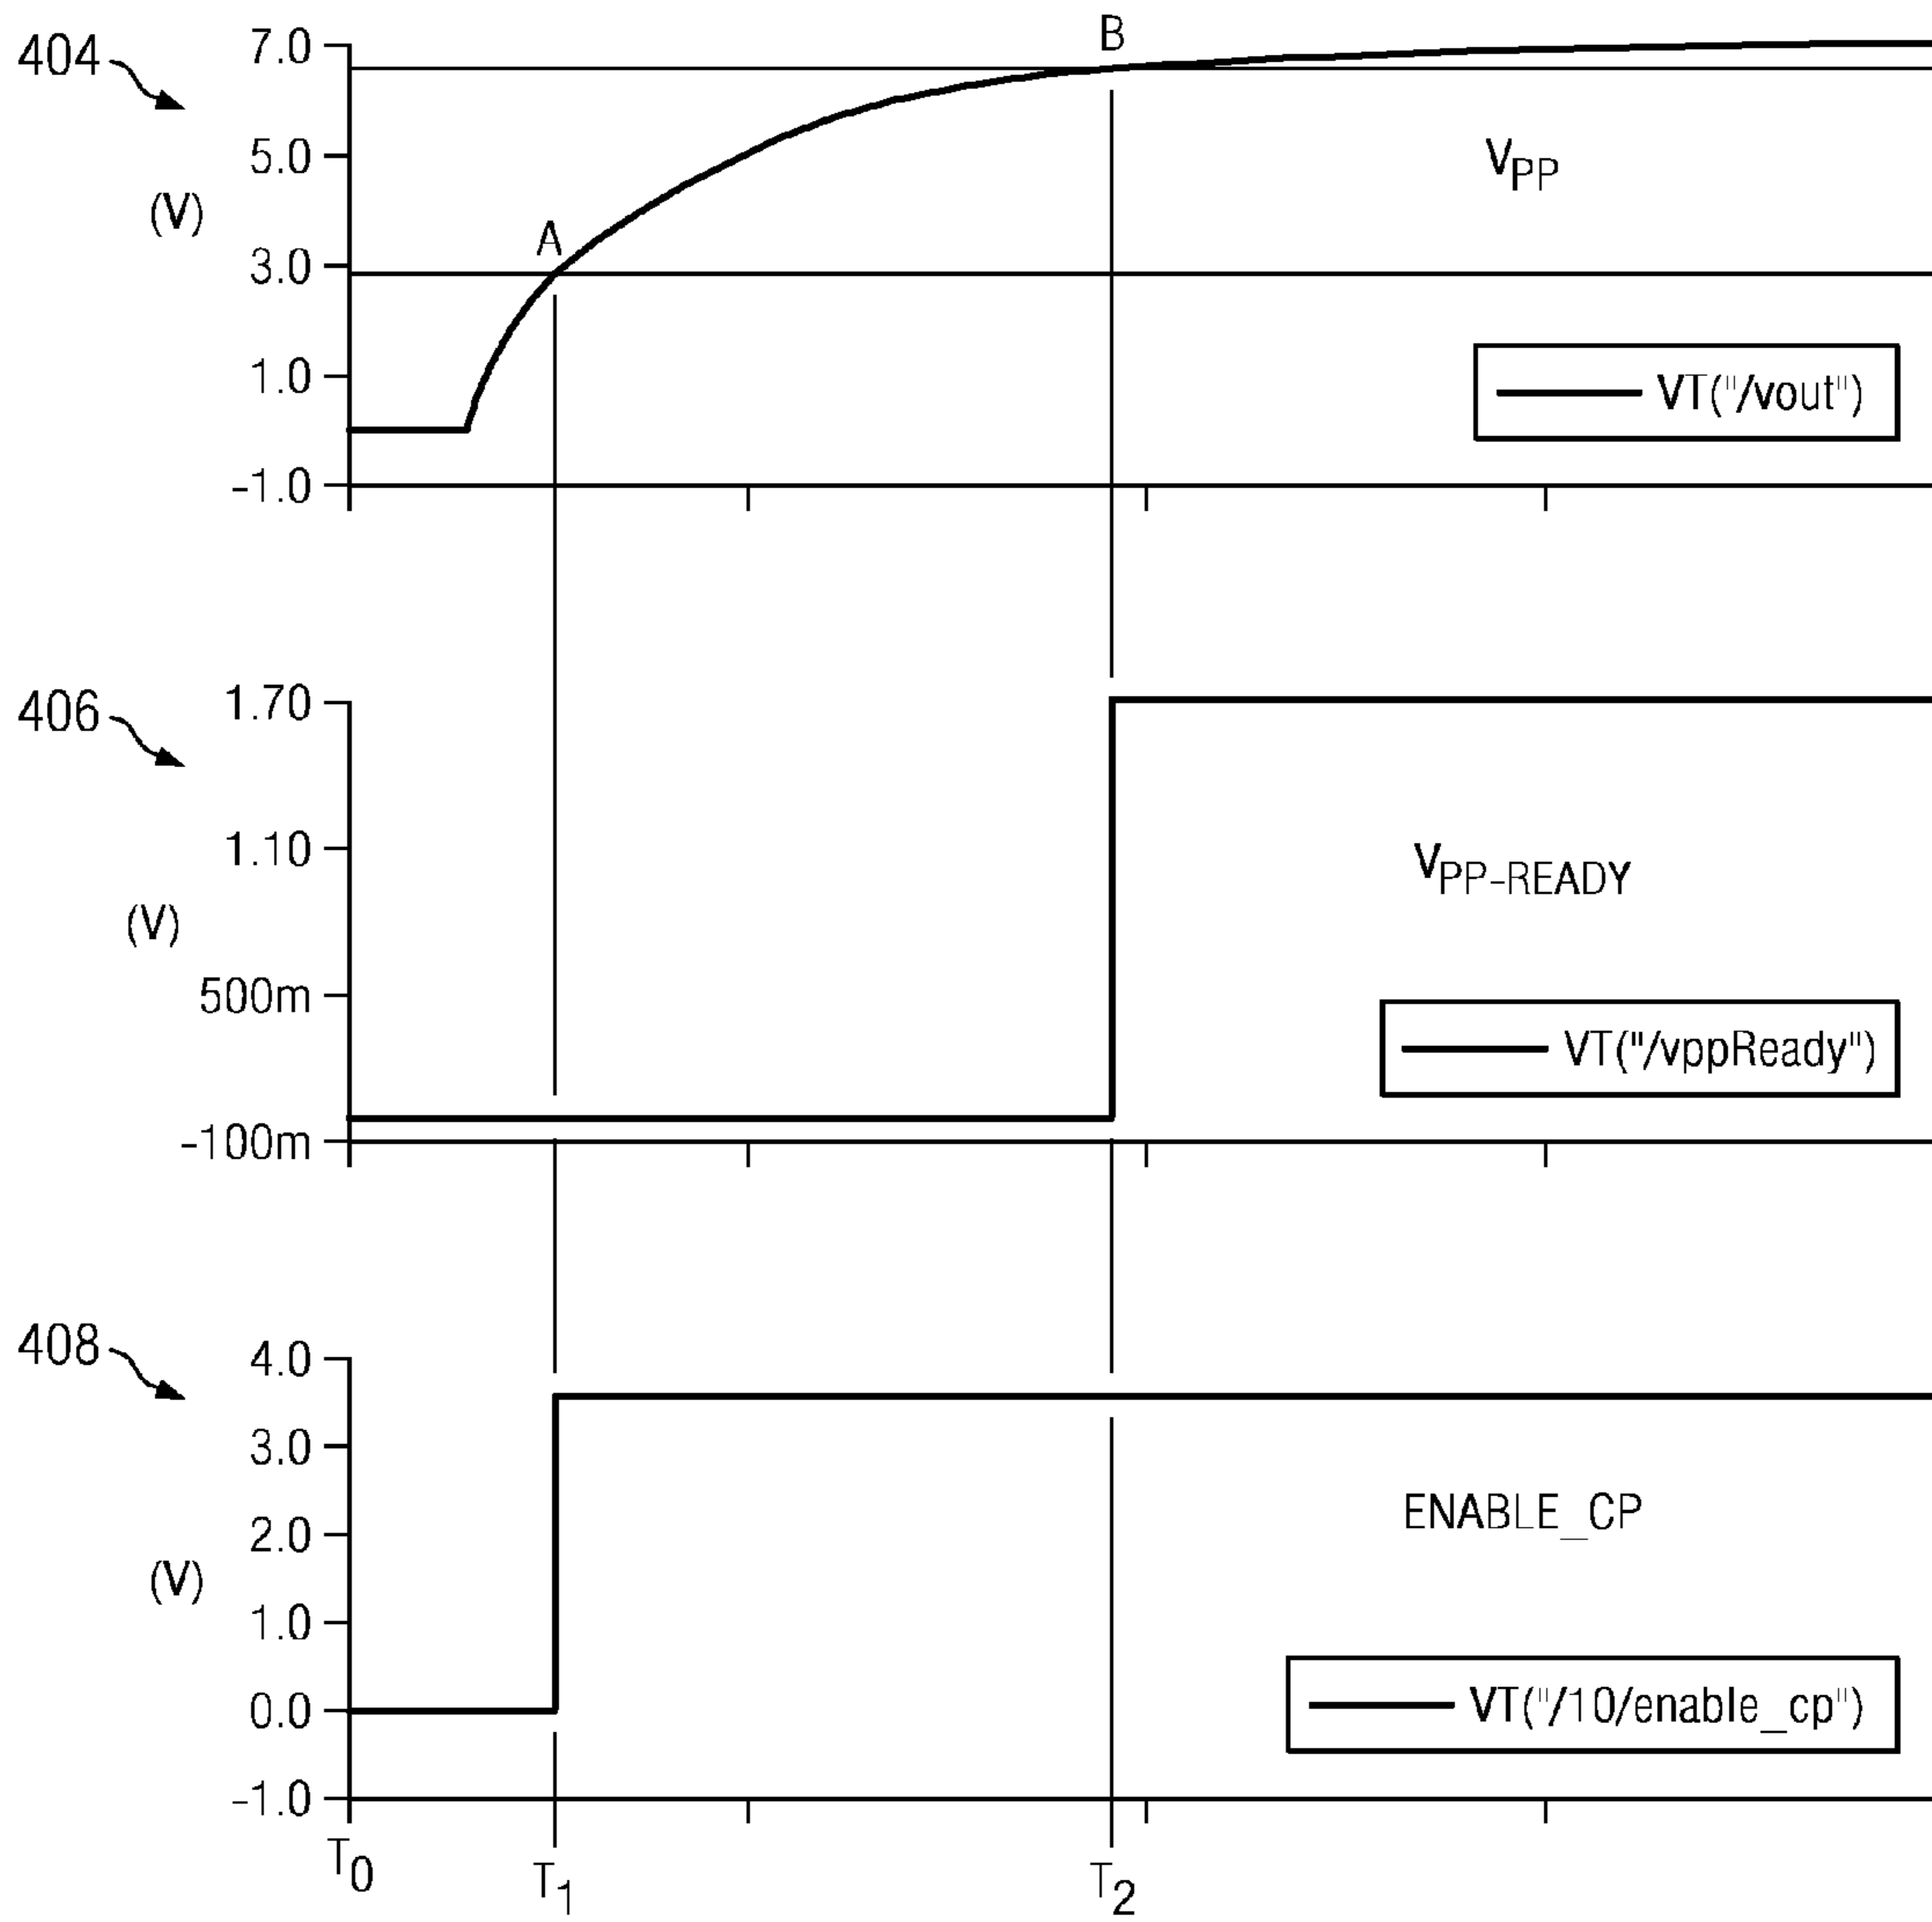 404
(V)
7.0
5.0
3.0
1.0
-1.0
A
B
VPP
VT("/vout")
406
(V)
1.70
1.10
500m
-100m
VPP-READY
VT("/vppReady")
408
(V)
4.0
3.0
2.0
1.0
0.0
-1.0
ENABLE_CP
VT("/10/enable_cp")
T0
T1
T2